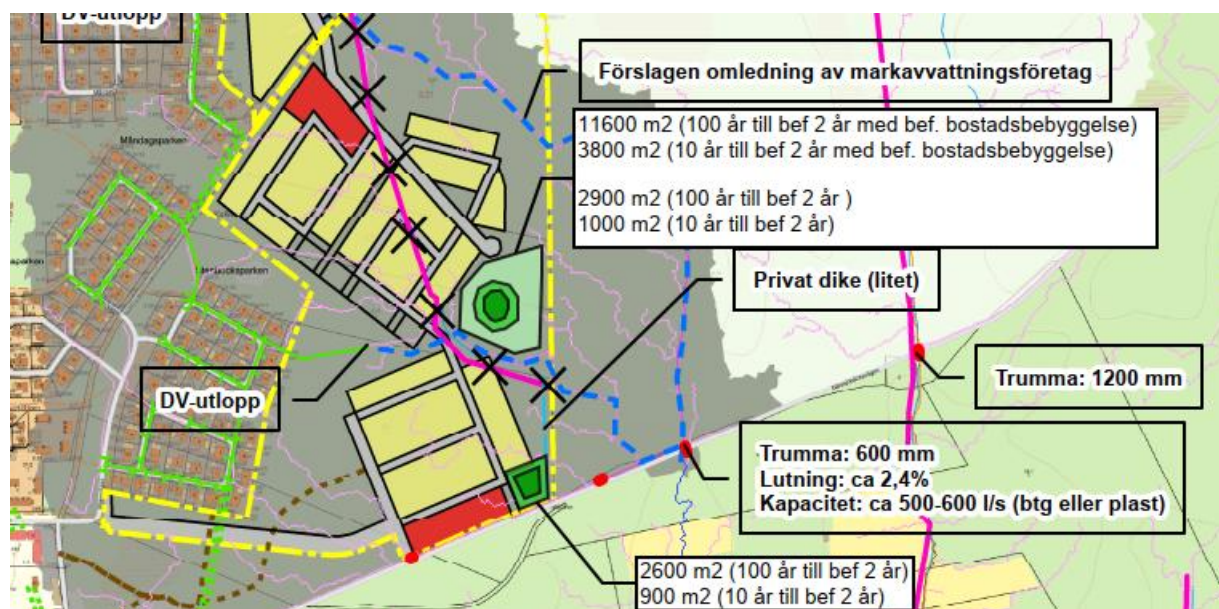 DV-utlopp
Förslagen omledning av markavvattningsföretag
11600 m2 (100 år till bef 2 år med bef. bostadsbebyggelse)
3800 m2 (10 år till bef 2 år med bef. bostadsbebyggelse)
2900 m2 (100 år till bef 2 år )
1000 m2 (10 år till bef 2 år)
Måndagsparken
Privat dike (litet)
Trumma: 1200 mm
DV-utlopp
Trumma: 600 mm
Lutning: ca 2,4%
Kapacitet: ca 500-600 l/s (btg eller plast)
2600 m2 (100 år till bef 2 år)
900 m2 (10 år till bef 2 år)